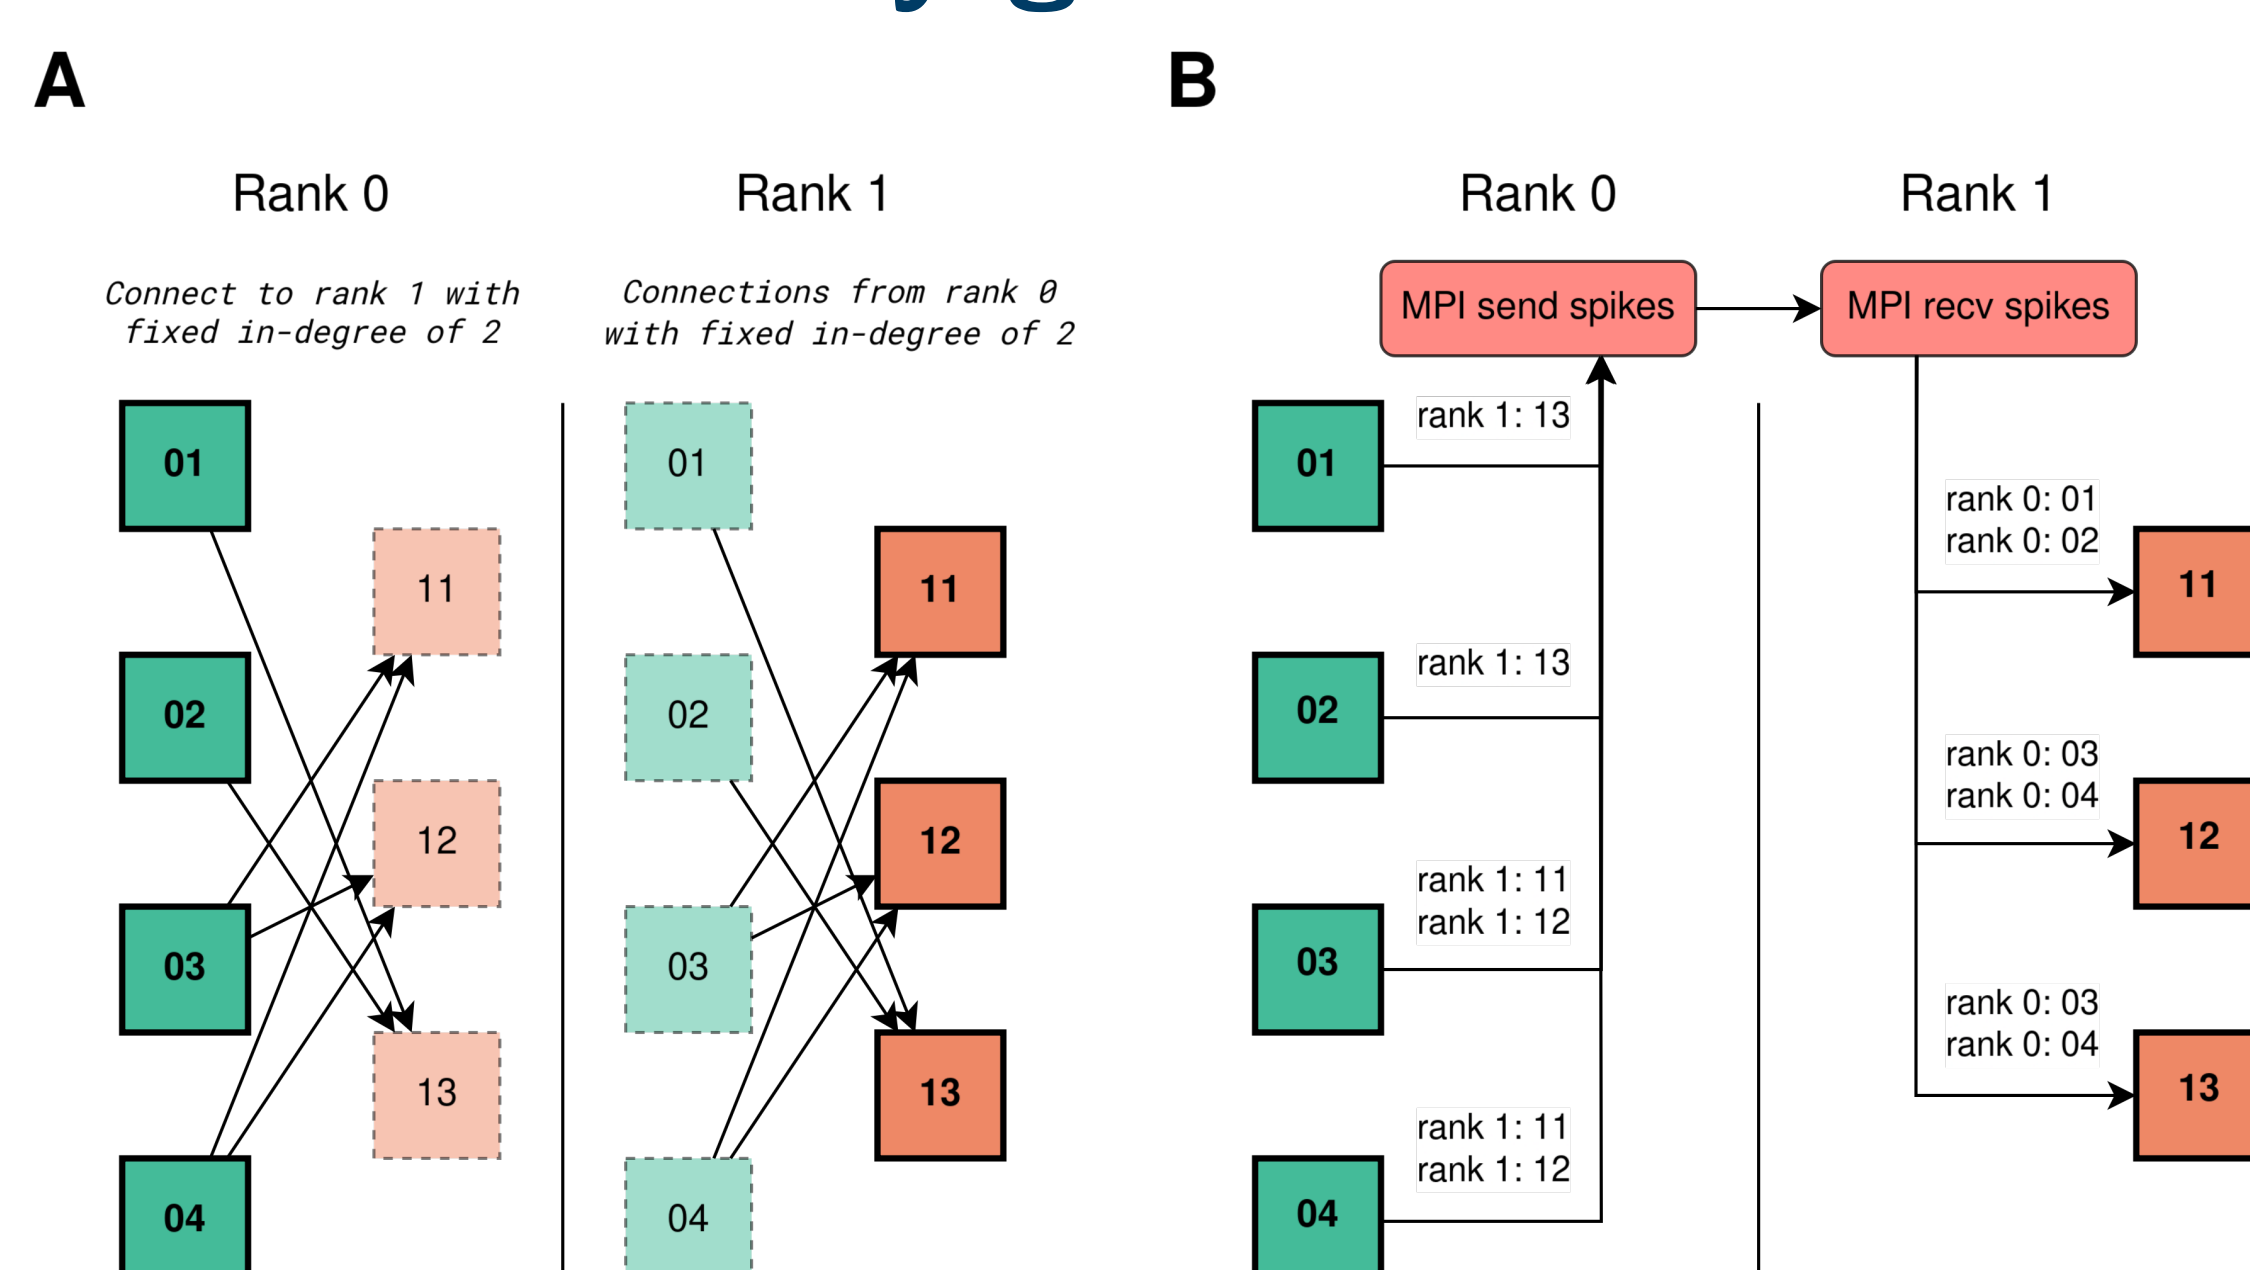 A
Rank 0
Rank 1
Connect to rank 1 with
fixed in-degree of 2
Connections from rank 0
with fixed in-degree of 2
01
02
03
04
11
12
13
01
02
03
04
11
12
13
B
Rank 0
Rank 1
MPI send spikes
MPI recv spikes
01
rank 1: 13
02
rank 1: 13
03
rank 1: 11
rank 1: 12
04
rank 1: 11
rank 1: 12
rank 0: 01
rank 0: 02
11
rank 0: 03
rank 0: 04
12
rank 0: 03
rank 0: 04
13